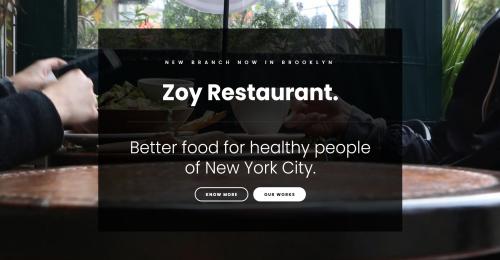 NEW BRANCH NOW IN BROOKLYN
Zoy Restaurant.
Better food for healthy people
of New York City.
KNOW MORE
OUR WORKS